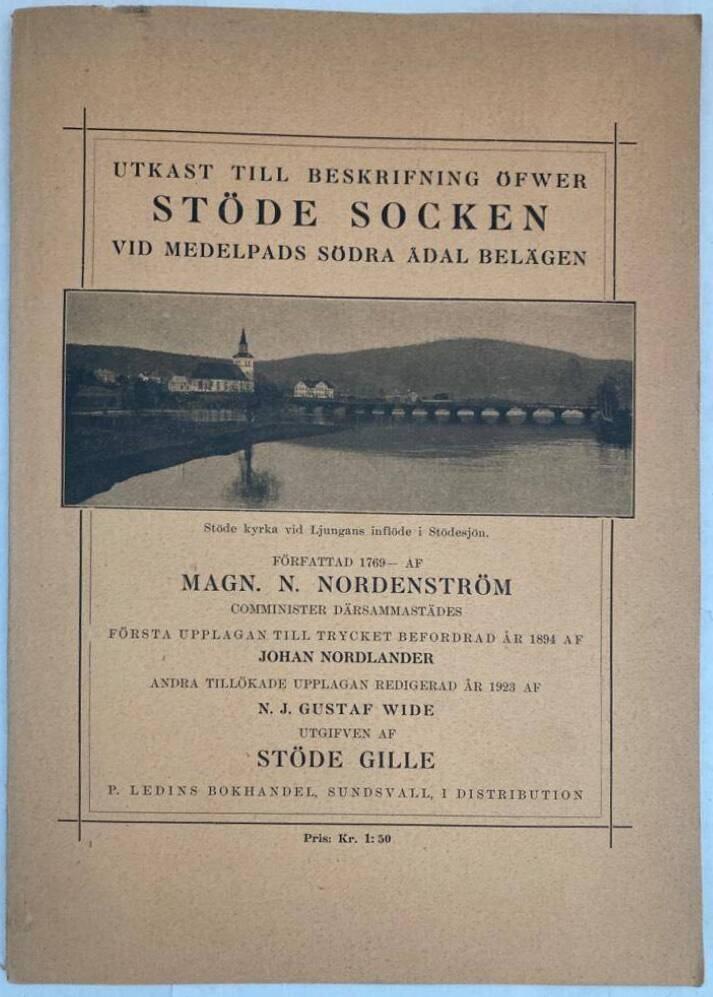 UTKAST TILL BESKRIFNING ÖFWER
STÖDE SOCKEN
VID MEDELPADS SÖDRA ÅDAL BELÄGEN
Stöde kyrka vid Ljungans inflöde i Stödesjön.
FÖRFATTAD 1769— AF
MAGN. N. NORDENSTRÖM
COMMINISTER DÄRSAMMASTÄDES
FÖRSTA UPPLAGAN TILL TRYCKET BEFORDRAD ÅR 1894 AF
JOHAN NORDLANDER
ANDRA TILLÖKADE UPPLAGAN REDIGERAD ÅR 1923 AF
N. J. GUSTAF WIDE
UTGIFVEN AF
STÖDE GILLE
P. LEDINS BOKHANDEL, SUNDSVALL, I DISTRIBUTION
Pris: Kr. 1:50